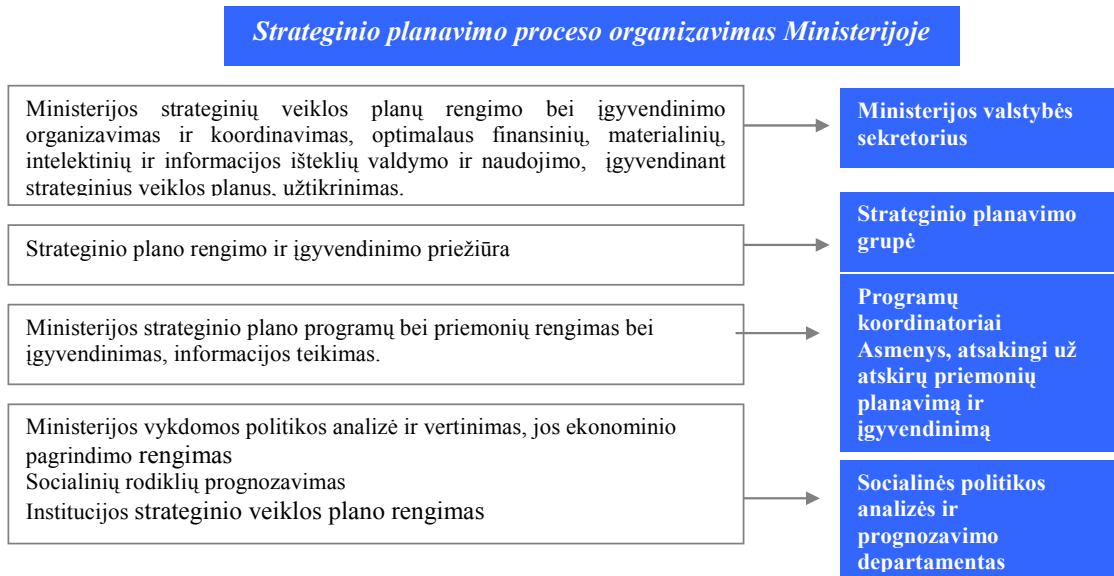 Strateginio planavimo proceso organizavimas Ministerijoje
Ministerijos strateginių veiklos planų rengimo bei įgyvendinimo
organizavimas ir koordinavimas, optimalaus finansinių, materialinių,
intelektinių ir informacijos išteklių valdymo ir naudojimo, įgyvendinant
strateginius veiklos planus, užtikrinimas.
Ministerijos valstybės
sekretorius
Strateginio plano rengimo ir įgyvendinimo priežiūra
Strateginio planavimo
grupė
Ministerijos strateginio plano programų bei priemonių rengimas bei
įgyvendinimas, informacijos teikimas.
Programų
koordinatoriai
Asmenys, atsakingi už
atskirų priemonių
planavimą ir
įgyvendinimą
Ministerijos vykdomos politikos analizė ir vertinimas, jos ekonominio
pagrindimo rengimas
Socialinių rodiklių prognozavimas
Institucijos strateginio veiklos plano rengimas
Socialinės politikos
analizės ir
prognozavimo
departamentas